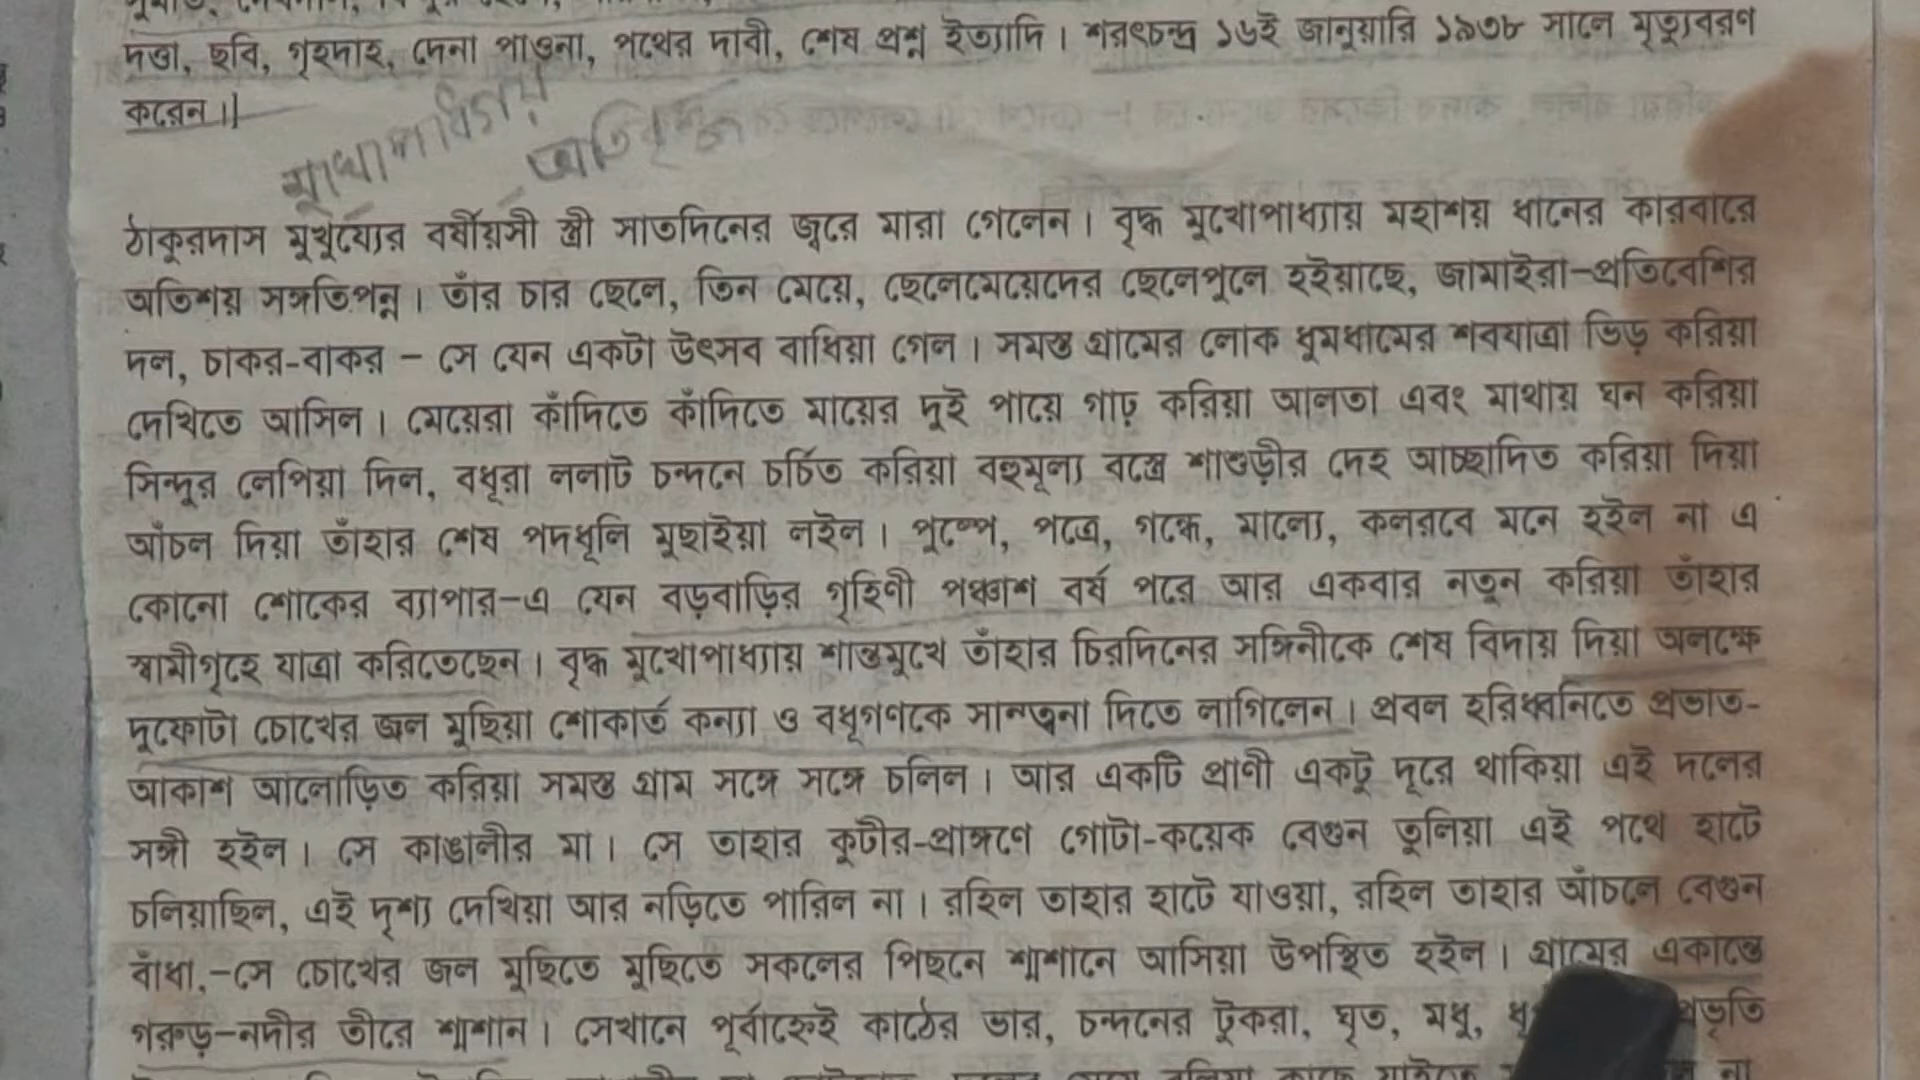 দত্তা, ছবি, গৃহদাহ, দেনা পাওনা, পথের দাবী, শেষ প্রশ্ন ইত্যাদি। শরৎচন্দ্র ১৬ই জানুয়ারি ১৯৩৮ সালে মৃত্যুবরণ
করেন।
মুখোপাধ্যায়
অতিবৃদ্ধ
ঠাকুরদাস মুখুয্যের বর্ষীয়সী স্ত্রী সাতদিনের জ্বরে মারা গেলেন। বৃদ্ধ মুখোপাধ্যায় মহাশয় ধানের কারবারে
অতিশয় সঙ্গতিপন্ন। তাঁর চার ছেলে, তিন মেয়ে, ছেলেমেয়েদের ছেলেপুলে হইয়াছে, জামাইরা-প্রতিবেশির
দল, চাকর-বাকর – সে যেন একটা উৎসব বাধিয়া গেল। সমস্ত গ্রামের লোক ধুমধামের শবযাত্রা ভিড় করিয়া
দেখিতে আসিল। মেয়েরা কাঁদিতে কাঁদিতে মায়ের দুই পায়ে গাঢ় করিয়া আলতা এবং মাথায় ঘন করিয়া
সিন্দুর লেপিয়া দিল, বধূরা ললাট চন্দনে চর্চিত করিয়া বহুমূল্য বস্ত্রে শাশুড়ীর দেহ আচ্ছাদিত করিয়া দিয়া
আঁচল দিয়া তাঁহার শেষ পদধূলি মুছাইয়া লইল। পুষ্পে, পত্রে, গন্ধে, মাল্যে, কলরবে মনে হইল না এ
কোনো শোকের ব্যাপার-এ যেন বড়বাড়ির গৃহিণী পঞ্চাশ বর্ষ পরে আর একবার নতুন করিয়া তাঁহার
স্বামীগৃহে যাত্রা করিতেছেন। বৃদ্ধ মুখোপাধ্যায় শান্তমুখে তাঁহার চিরদিনের সঙ্গিনীকে শেষ বিদায় দিয়া অলক্ষে
দুফোটা চোখের জল মুছিয়া শোকার্ত কন্যা ও বধূগণকে সান্ত্বনা দিতে লাগিলেন। প্রবল হরিধ্বনিতে প্রভাত-
আকাশ আলোড়িত করিয়া সমস্ত গ্রাম সঙ্গে সঙ্গে চলিল। আর একটি প্রাণী একটু দূরে থাকিয়া এই দলের
সঙ্গী হইল। সে কাঙালীর মা। সে তাহার কুটীর-প্রাঙ্গণে গোটা-কয়েক বেগুন তুলিয়া এই পথে হাটে
চলিয়াছিল, এই দৃশ্য দেখিয়া আর নড়িতে পারিল না। রহিল তাহার হাটে যাওয়া, রহিল তাহার আঁচলে বেগুন
বাঁধা,-সে চোখের জল মুছিতে মুছিতে সকলের পিছনে শ্মশানে আসিয়া উপস্থিত হইল। গ্রামের একান্তে
গরুড়-নদীর তীরে শ্মশান। সেখানে পূর্বাহ্নেই কাঠের ভার, চন্দনের টুকরা, ঘৃত, মধু,